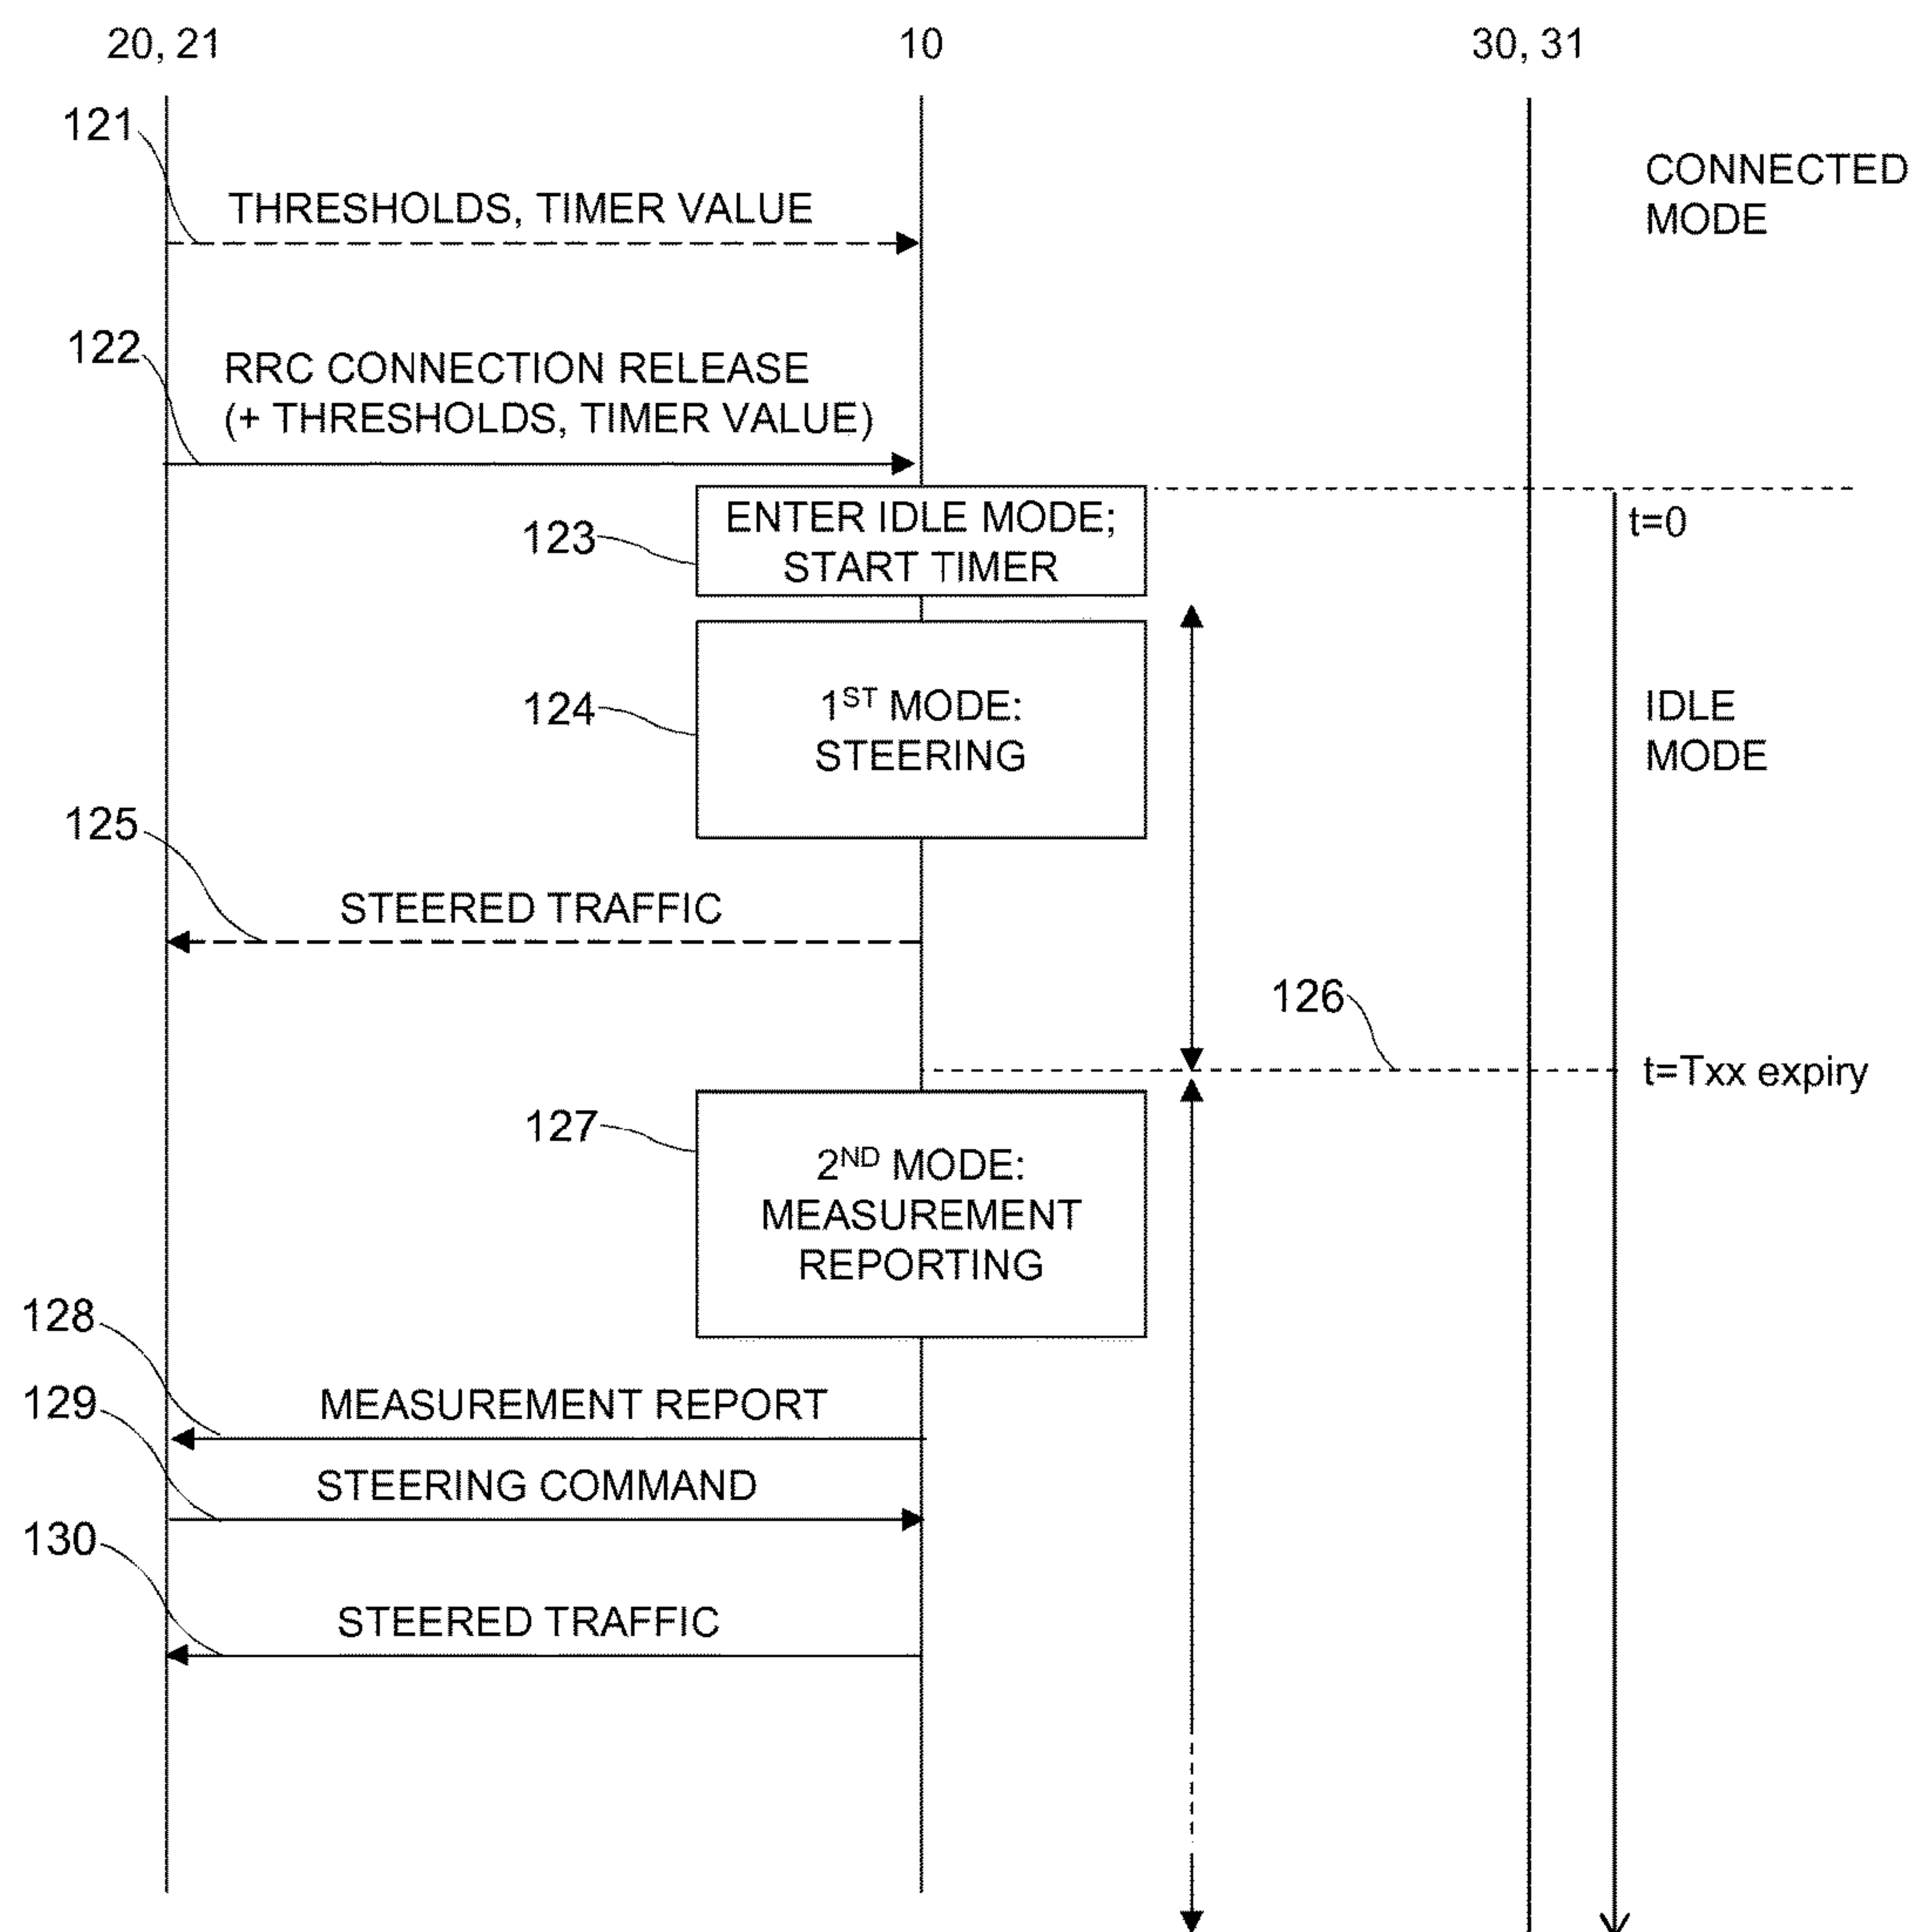 20, 21
10
30, 31
121
THRESHOLDS, TIMER VALUE
CONNECTED
MODE
122
RRC CONNECTION RELEASE
(+ THRESHOLDS, TIMER VALUE)
123
ENTER IDLE MODE;
START TIMER
t=0
124
1ST MODE:
STEERING
IDLE
MODE
125
STEERED TRAFFIC
126
t=Txx expiry
127
2ND MODE:
MEASUREMENT
REPORTING
128
MEASUREMENT REPORT
129
STEERING COMMAND
130
STEERED TRAFFIC